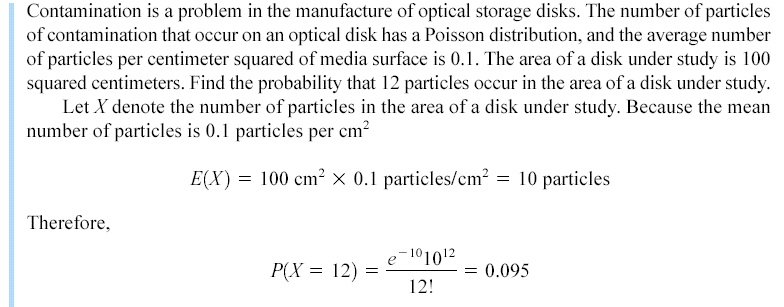 Contamination is a problem in the manufacture of optical storage disks. The number of particles
of contamination that occur on an optical disk has a Poisson distribution, and the average number
of particles per centimeter squared of media surface is 0.1. The area of a disk under study is 100
squared centimeters. Find the probability that 12 particles occur in the area of a disk under study.
Let X denote the number of particles in the area of a disk under study. Because the mean
number of particles is 0.1 particles per cm²
E(X) = 100 cm² × 0.1 particles/cm² = 10 particles
Therefore,
P(X = 12) = e⁻¹⁰10¹² / 12! = 0.095